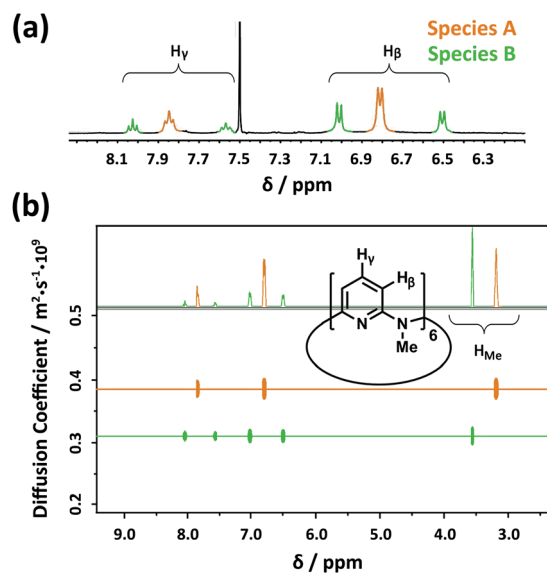 (a)
Species A
Species B
Hγ
Hβ
8.1 7.9 7.7 7.5 7.1 6.9 6.7 6.5 6.3
δ / ppm
(b)
Diffusion Coefficient / m²·s⁻¹·10⁹
0.5
0.4
0.3
0.2
Hγ
Hβ
N
N
6
Me
HMe
9.0 8.0 7.0 6.0 5.0 4.0 3.0
δ / ppm